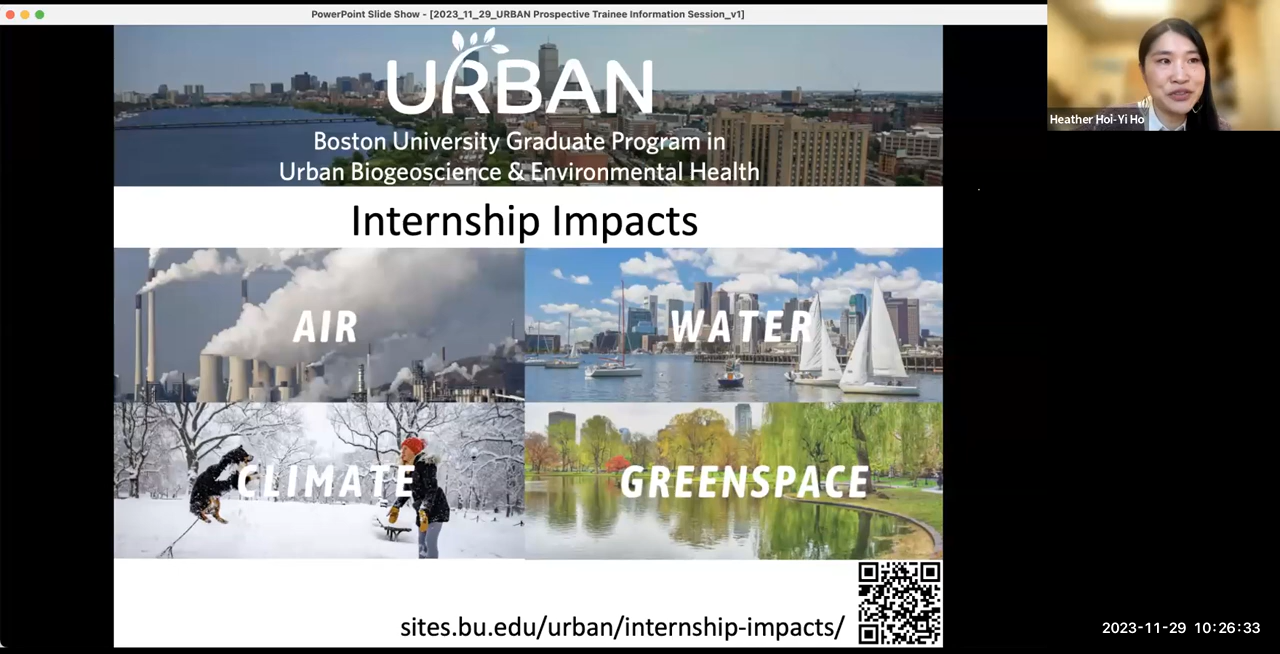 PowerPoint Slide Show - [2023_11_29_URBAN Prospective Trainee Information Session_v1]
Heather Hoi-Yi Ho
URBAN
Boston University Graduate Program in
Urban Biogeoscience & Environmental Health
Internship Impacts
AIR
WATER
CLIMATE
GREENSPACE
sites.bu.edu/urban/internship-impacts/
2023-11-29 10:26:33